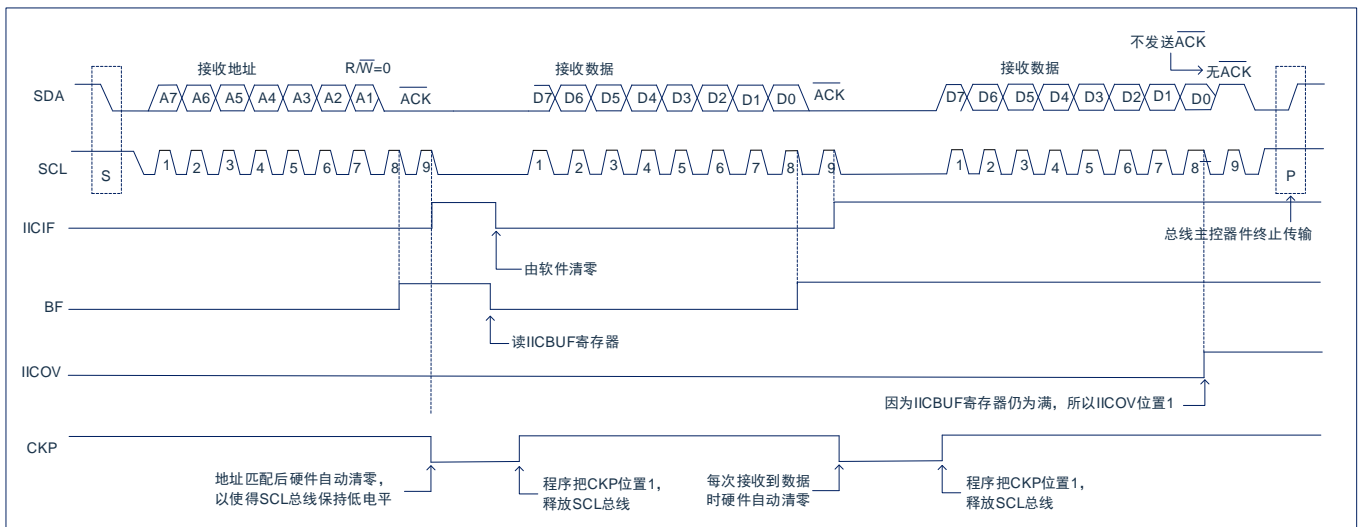 不发送ACK
接收地址 R/W=0 接收数据 接收数据 无ACK
SDA A7 A6 A5 A4 A3 A2 A1 ACK D7 D6 D5 D4 D3 D2 D1 D0 ACK D7 D6 D5 D4 D3 D2 D1 D0
SCL S 1 2 3 4 5 6 7 8 9 1 2 3 4 5 6 7 8 9 1 2 3 4 5 6 7 8 9 P
IICIF
总线主控器件终止传输
由软件清零
BF
读IICBUF寄存器
IICOV
因为IICBUF寄存器仍为满，所以IICOV位置1
CKP
地址匹配后硬件自动清零，
以使得SCL总线保持低电平
程序把CKP位置1，
释放SCL总线
每次接收到数据
时硬件自动清零
程序把CKP位置1，
释放SCL总线